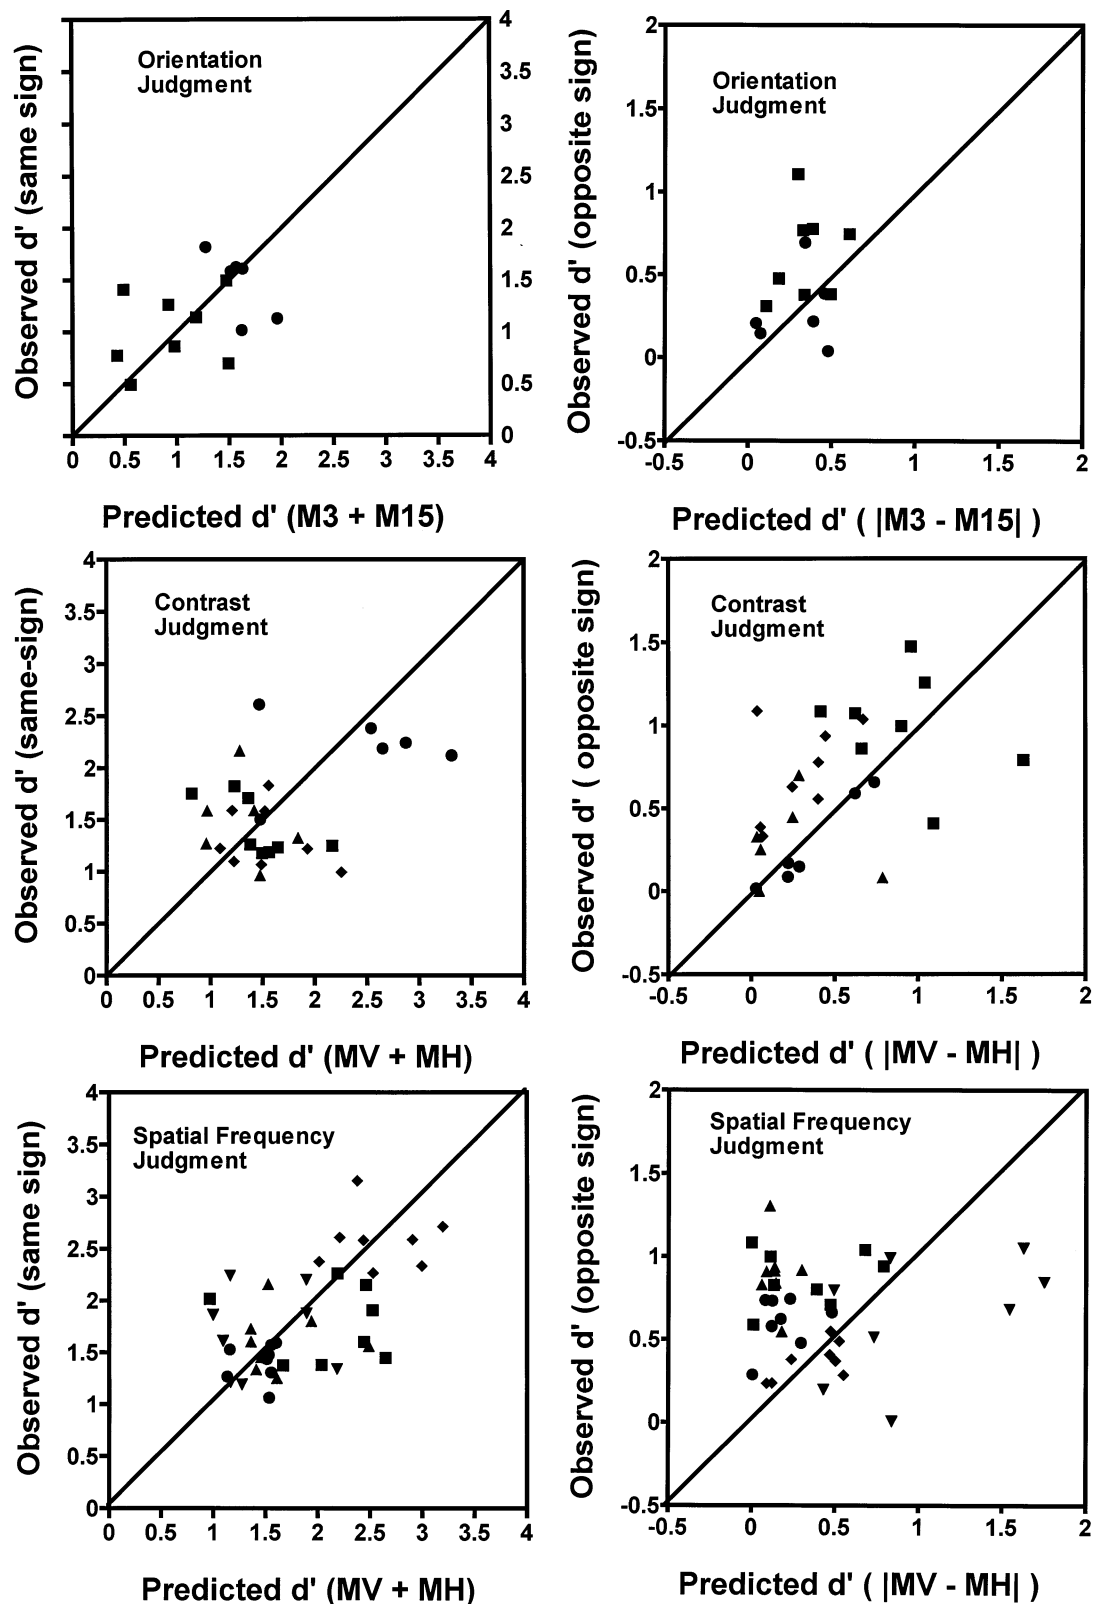 Observed d' (same sign)
Orientation
Judgment
4
3.5
3
2.5
2
1.5
1
0.5
0
0 0.5 1 1.5 2 2.5 3 3.5 4
Predicted d' (M3 + M15)
Observed d' (opposite sign)
Orientation
Judgment
2
1.5
1
0.5
0
-0.5
-0.5 0 0.5 1 1.5 2
Predicted d' ( |M3 - M15| )
Observed d' (same-sign)
Contrast
Judgment
4
3.5
3
2.5
2
1.5
1
0.5
0
0 0.5 1 1.5 2 2.5 3 3.5 4
Predicted d' (MV + MH)
Observed d' ( opposite sign)
Contrast
Judgment
2
1.5
1
0.5
0
-0.5
-0.5 0 0.5 1 1.5 2
Predicted d' ( |MV - MH| )
Observed d' (same sign)
Spatial Frequency
Judgment
4
3.5
3
2.5
2
1.5
1
0.5
0
0 0.5 1 1.5 2 2.5 3 3.5 4
Predicted d' (MV + MH)
Observed d' (opposite sign)
Spatial Frequency
Judgment
2
1.5
1
0.5
0
-0.5
-0.5 0 0.5 1 1.5 2
Predicted d' ( |MV - MH| )